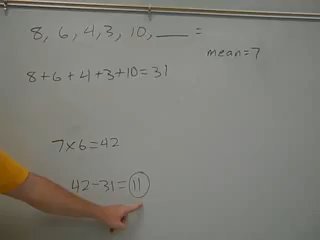 8, 6, 4, 3, 10, ___ =
mean = 7
8 + 6 + 4 + 3 + 10 = 31
7 x 6 = 42
42 - 31 = 11